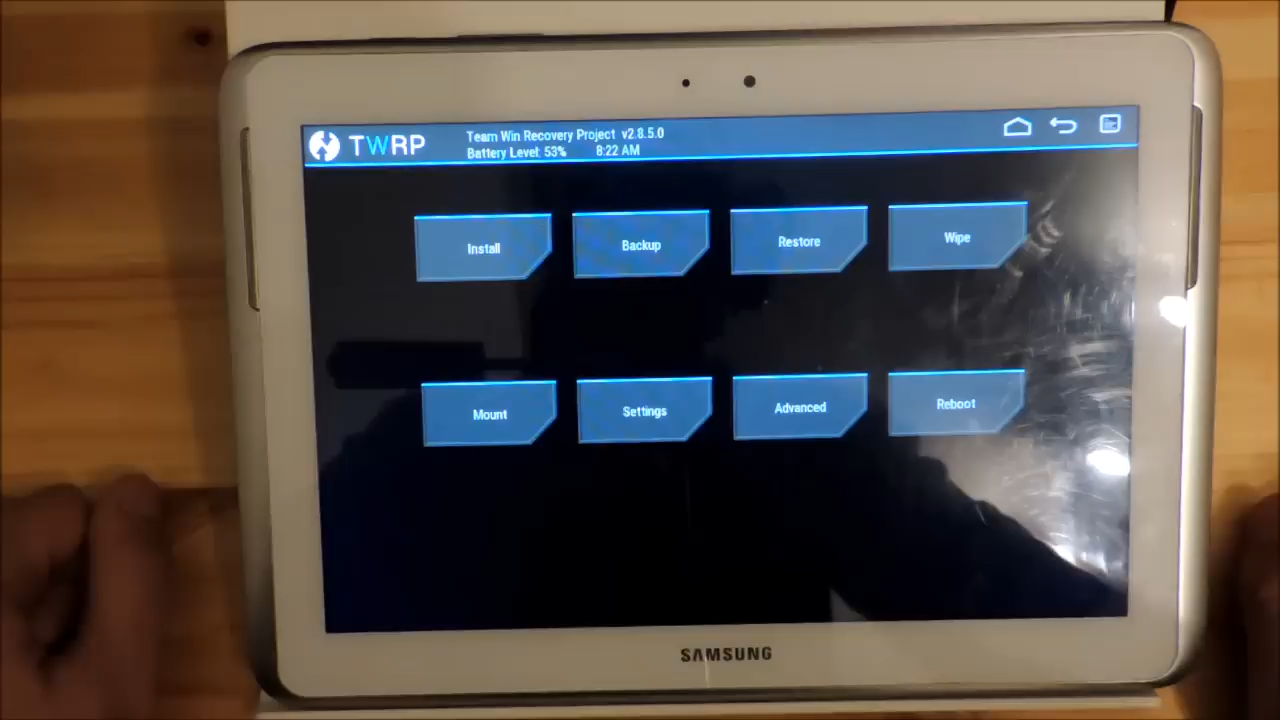 TWRP
Team Win Recovery Project v2.8.5.0
Battery Level: 53% 8:22 AM
Install
Backup
Restore
Wipe
Mount
Settings
Advanced
Reboot
SAMSUNG